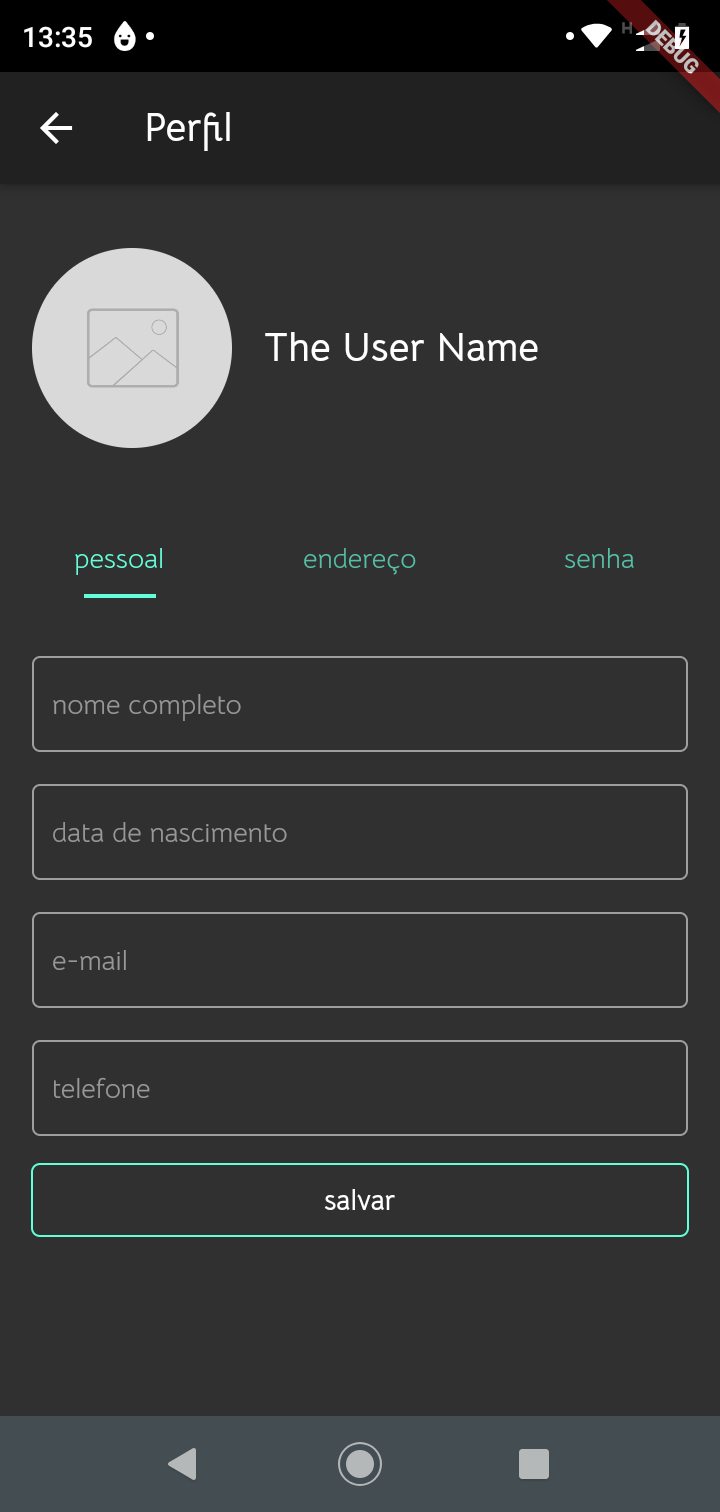 13:35
H
DEBUG
Perfil
The User Name
pessoal endereço senha
nome completo
data de nascimento
e-mail
telefone
salvar